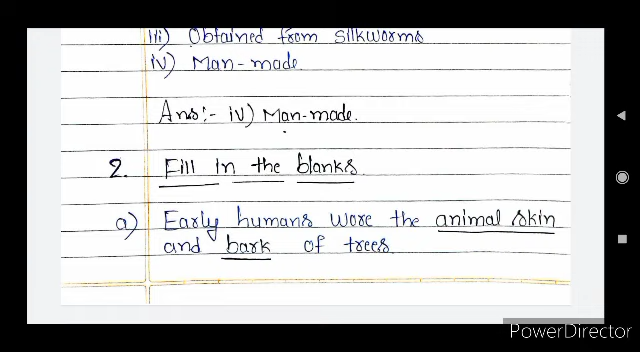 iii) Obtained from silkworms
iv) Man-made.
Ans:- iv) Man-made.
2. Fill in the blanks.
a) Early humans wore the animal skin
and bark of trees.
PowerDirector